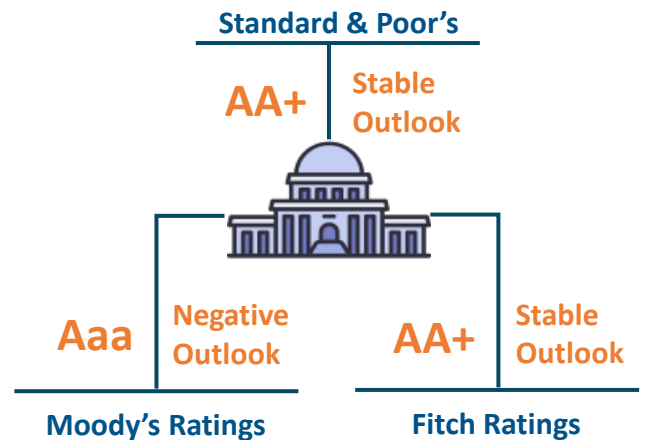 Standard & Poor's
AA+
Stable
Outlook
Aaa
Negative
Outlook
Moody's Ratings
AA+
Stable
Outlook
Fitch Ratings